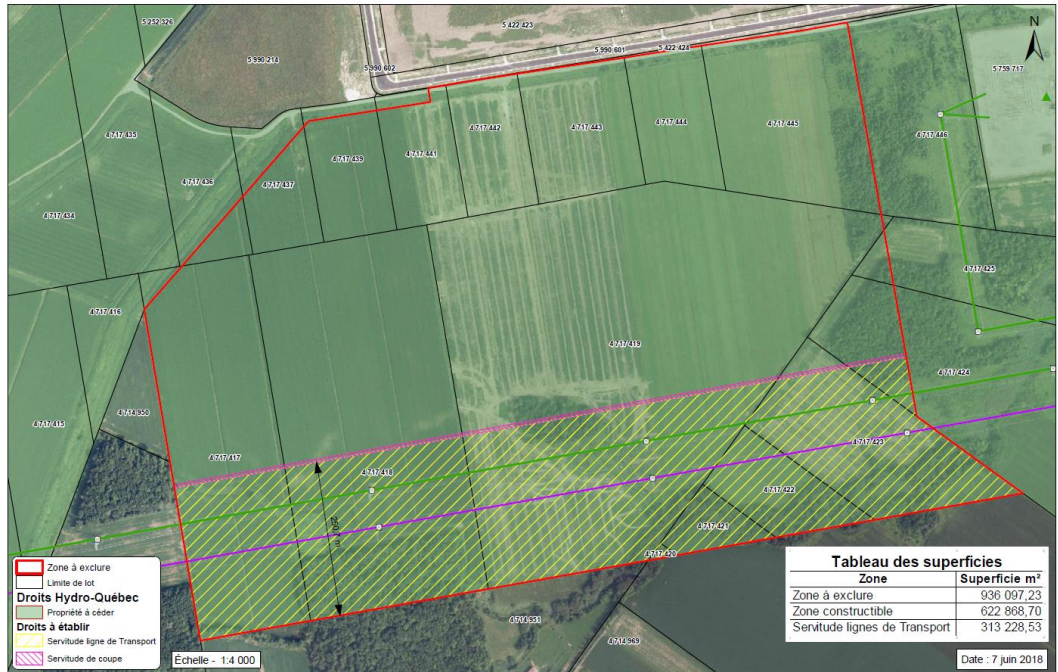 5 252 326
5 422 423
N
5 990 214
5 990 601
5 422 424
5 990 602
5 759 717
4 717 435
4 717 442
4 717 443
4 717 444
4 717 445
4 717 446
4 717 439
4 717 441
4 717 436
4 717 437
4 717 434
4 717 425
4 717 416
4 717 419
4 717 424
4 714 950
4 717 415
4 717 417
4 717 418
4 717 423
4 717 422
4 717 421
4 717 420
4 714 951
4 714 969
Zone à exclure
Limite de lot
Droits Hydro-Québec
Propriété à céder
Droits à établir
Servitude ligne de Transport
Servitude de coupe
Échelle - 1:4 000
Tableau des superficies
Zone Superficie m²
Zone à exclure 936 097,23
Zone constructible 622 868,70
Servitude lignes de Transport 313 228,53
Date : 7 juin 2018